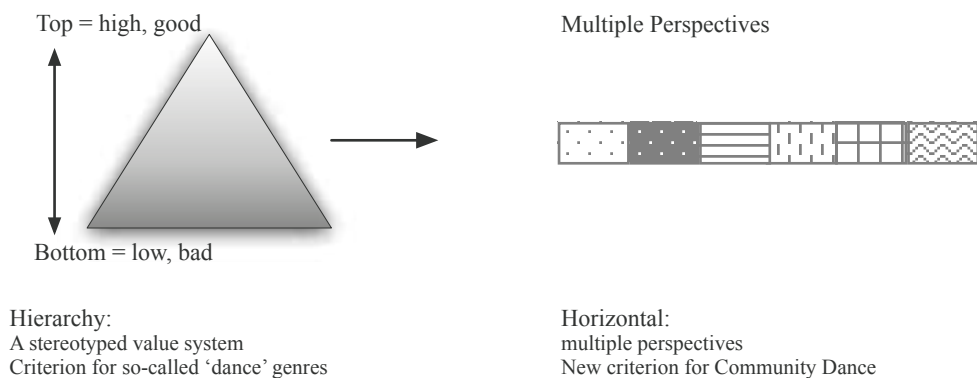 Top = high, good
Bottom = low, bad
Hierarchy:
A stereotyped value system
Criterion for so-called ‘dance’ genres
Multiple Perspectives
Horizontal:
multiple perspectives
New criterion for Community Dance